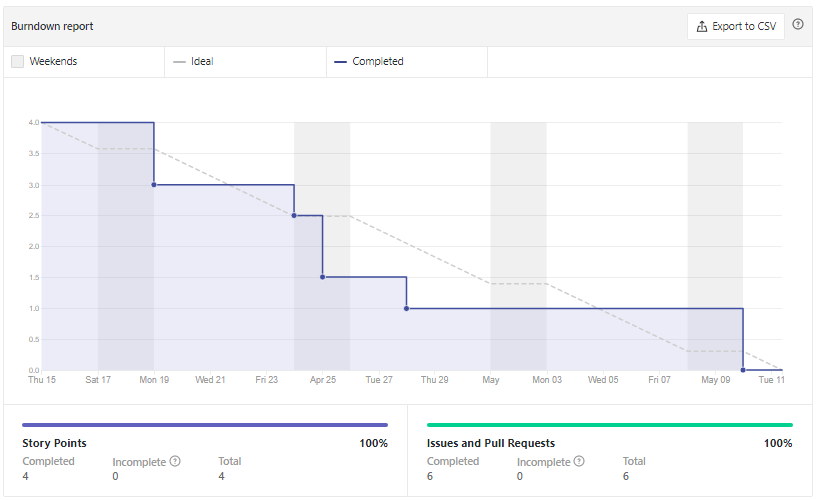 Burndown report
Export to CSV
Weekends
Ideal
Completed
4.0
3.5
3.0
2.5
2.0
1.5
1.0
0.5
0.0
Thu 15 Sat 17 Mon 19 Wed 21 Fri 23 Apr 25 Tue 27 Thu 29 May Mon 03 Wed 05 Fri 07 May 09 Tue 11
Story Points 100%
Completed Incomplete ? Total
4 0 4
Issues and Pull Requests 100%
Completed Incomplete ? Total
6 0 6